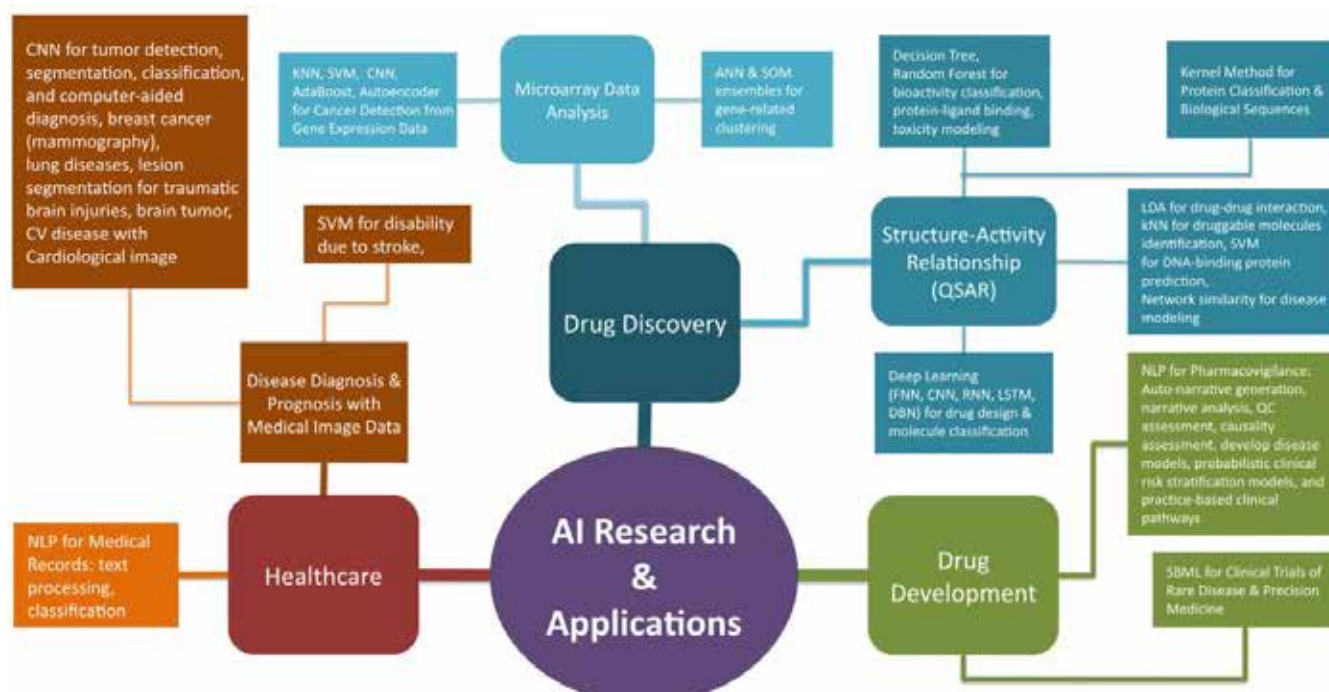 CNN for tumor detection,
segmentation, classification,
and computer-aided
diagnosis, breast cancer
(mammography),
lung diseases, lesion
segmentation for traumatic
brain injuries, brain tumor,
CV disease with
Cardiological image
KNN, SVM, CNN,
AdaBoost, Autoencoder
for Cancer Detection from
Gene Expression Data
Microarray Data
Analysis
ANN & SOM
ensembles for
gene-related
clustering
Decision Tree,
Random Forest for
bioactivity classification,
protein-ligand binding,
toxicity modeling
Kernel Method for
Protein Classification &
Biological Sequences
SVM for disability
due to stroke,
Drug Discovery
Structure-Activity
Relationship
(QSAR)
LDA for drug-drug interaction,
kNN for druggable molecules
identification, SVM
for DNA-binding protein
prediction,
Network similarity for disease
modeling
Disease Diagnosis &
Prognosis with
Medical Image Data
Deep Learning
(FNN, CNN, RNN, LSTM,
DBN) for drug design &
molecule classification
NLP for Pharmacovigilance:
Auto-narrative generation,
narrative analysis, QC
assessment, causality
assessment, develop disease
models, probabilistic clinical
risk stratification models, and
practice-based clinical
pathways
NLP for Medical
Records: text
processing,
classification
Healthcare
AI Research
&
Applications
Drug
Development
SBML for Clinical Trials of
Rare Disease & Precision
Medicine